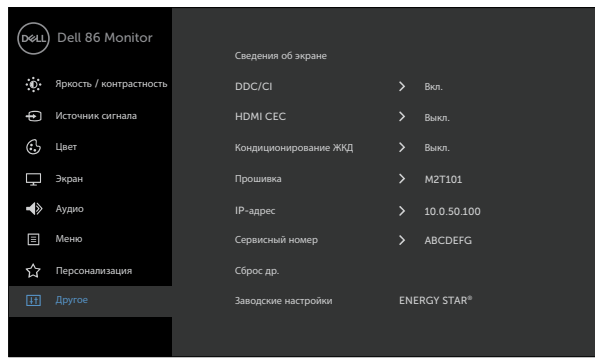 DELL Dell 86 Monitor
Яркость / контрастность
Источник сигнала
Цвет
Экран
Аудио
Меню
Персонализация
Другое
Сведения об экране
DDC/CI Вкл.
HDMI CEC Выкл.
Кондиционирование ЖКД Выкл.
Прошивка M2T101
IP-адрес 10.0.50.100
Сервисный номер ABCDEFG
Сброс др.
Заводские настройки ENERGY STAR®